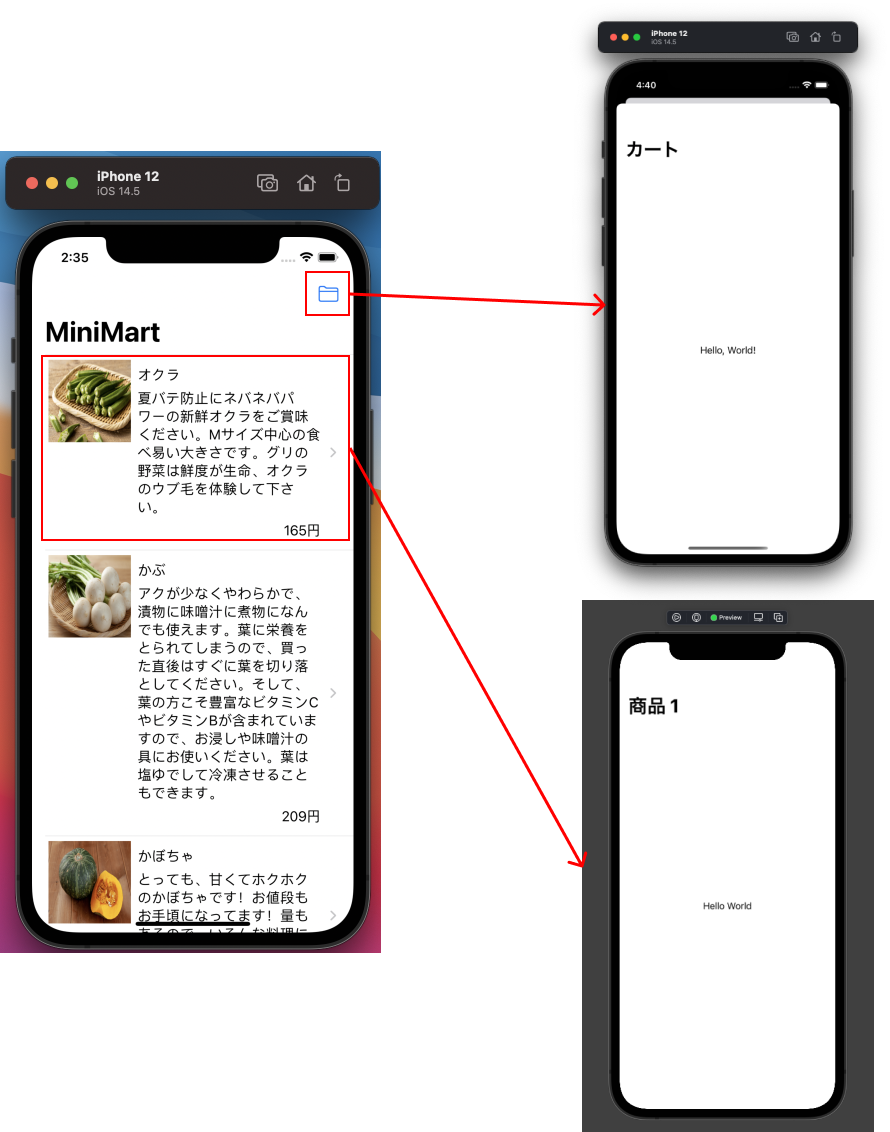 iPhone 12
iOS 14.5
2:35
MiniMart
オクラ
夏バテ防止にネバネバパ
ワーの新鮮オクラをご賞味
ください。Mサイズ中心の食
べ易い大きさです。グリの
野菜は鮮度が生命、オクラ
のウブ毛を体験して下さ
い。
165円
かぶ
アクが少なくやわらかで、
漬物に味噌汁に煮物になん
でも使えます。葉に栄養を
とられてしまうので、買っ
た直後はすぐに葉を切り落
としてください。そして、
葉の方こそ豊富なビタミンC
やビタミンBが含まれていま
すので、お浸しや味噌汁の
具にお使いください。葉は
塩ゆでして冷凍させること
もできます。
209円
かぼちゃ
とっても、甘くてホクホク
のかぼちゃです！お値段も
お手頃になってます！量も
あるので、いろんな料理に
iPhone 12
iOS 14.5
4:40
カート
Hello, World!
Preview
商品 1
Hello World